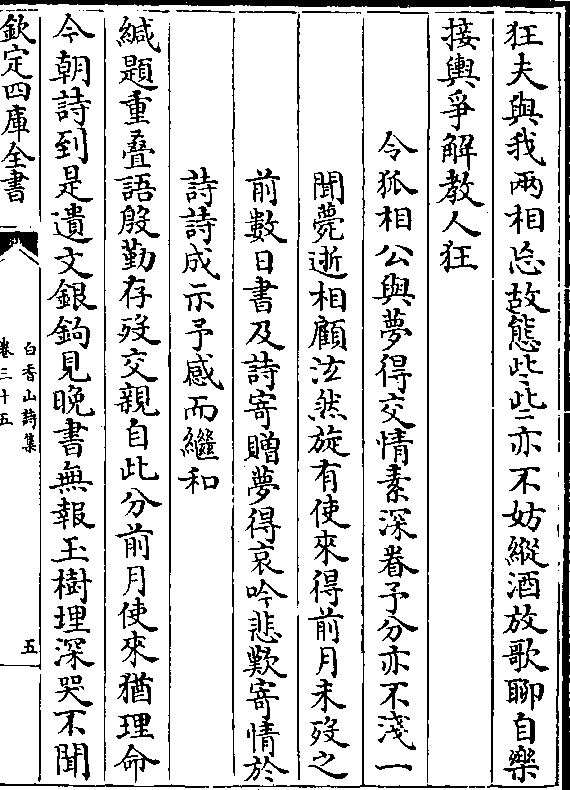 狂夫與我兩相忘故態些些亦不妨縱酒放歌聊自樂
接輿爭解教人狂
令狐相公與夢得交情素深眷予分亦不淺一
聞薨逝相顧泫然旋有使來得前月未歿之
前數日書及詩寄贈夢得哀吟悲歎寄情於
詩詩成示予感而繼和
緘題重疊語殷勤存歿交親自此分前月使來猶理命
今朝詩到是遺文銀鉤見晚書無報玉樹埋深哭不聞
欽定四庫全書
白香山詩集
卷三十五
五